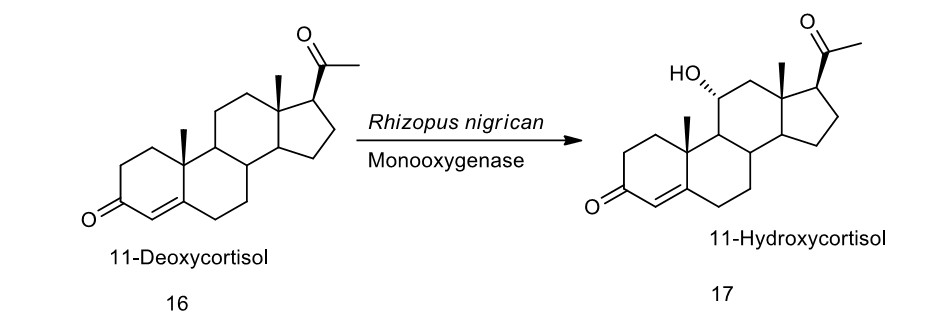 O
O
HO
Rhizopus nigrican
Monooxygenase
O
O
11-Deoxycortisol
11-Hydroxycortisol
16
17